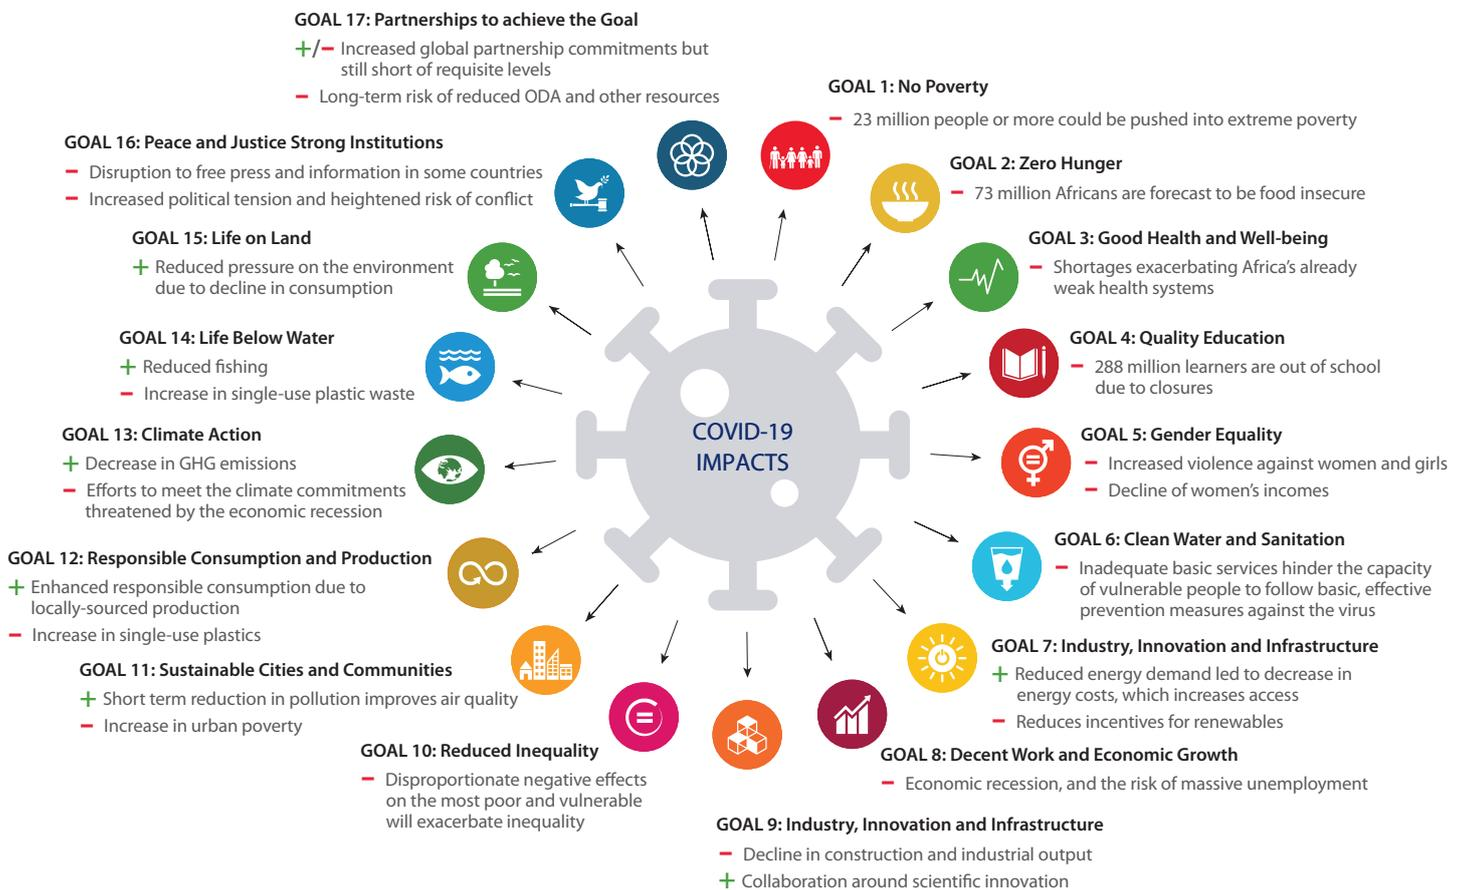 GOAL 17: Partnerships to achieve the Goal
+/− Increased global partnership commitments but
still short of requisite levels
− Long-term risk of reduced ODA and other resources
GOAL 1: No Poverty
− 23 million people or more could be pushed into extreme poverty
GOAL 2: Zero Hunger
− 73 million Africans are forecast to be food insecure
GOAL 3: Good Health and Well-being
− Shortages exacerbating Africa's already
weak health systems
GOAL 4: Quality Education
− 288 million learners are out of school
due to closures
GOAL 5: Gender Equality
− Increased violence against women and girls
− Decline of women's incomes
GOAL 6: Clean Water and Sanitation
− Inadequate basic services hinder the capacity
of vulnerable people to follow basic, effective
prevention measures against the virus
GOAL 7: Industry, Innovation and Infrastructure
+ Reduced energy demand led to decrease in
energy costs, which increases access
− Reduces incentives for renewables
GOAL 8: Decent Work and Economic Growth
− Economic recession, and the risk of massive unemployment
GOAL 9: Industry, Innovation and Infrastructure
− Decline in construction and industrial output
+ Collaboration around scientific innovation
GOAL 10: Reduced Inequality
− Disproportionate negative effects
on the most poor and vulnerable
will exacerbate inequality
GOAL 11: Sustainable Cities and Communities
+ Short term reduction in pollution improves air quality
− Increase in urban poverty
GOAL 12: Responsible Consumption and Production
+ Enhanced responsible consumption due to
locally-sourced production
− Increase in single-use plastics
GOAL 13: Climate Action
+ Decrease in GHG emissions
− Efforts to meet the climate commitments
threatened by the economic recession
GOAL 14: Life Below Water
+ Reduced fishing
− Increase in single-use plastic waste
GOAL 15: Life on Land
+ Reduced pressure on the environment
due to decline in consumption
GOAL 16: Peace and Justice Strong Institutions
− Disruption to free press and information in some countries
− Increased political tension and heightened risk of conflict
COVID-19
IMPACTS